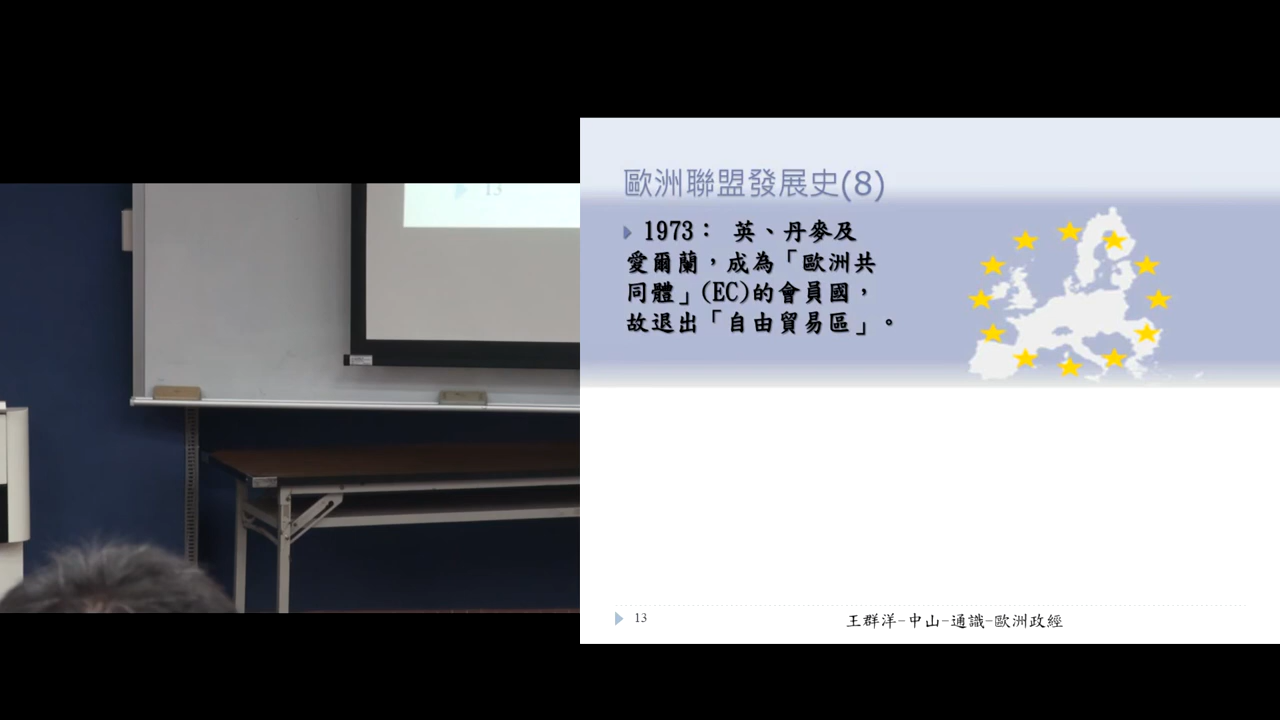 13
歐洲聯盟發展史(8)
1973： 英、丹麥及
愛爾蘭，成為「歐洲共
同體」(EC)的會員國，
故退出「自由貿易區」。
13
王群洋-中山-通識-歐洲政經